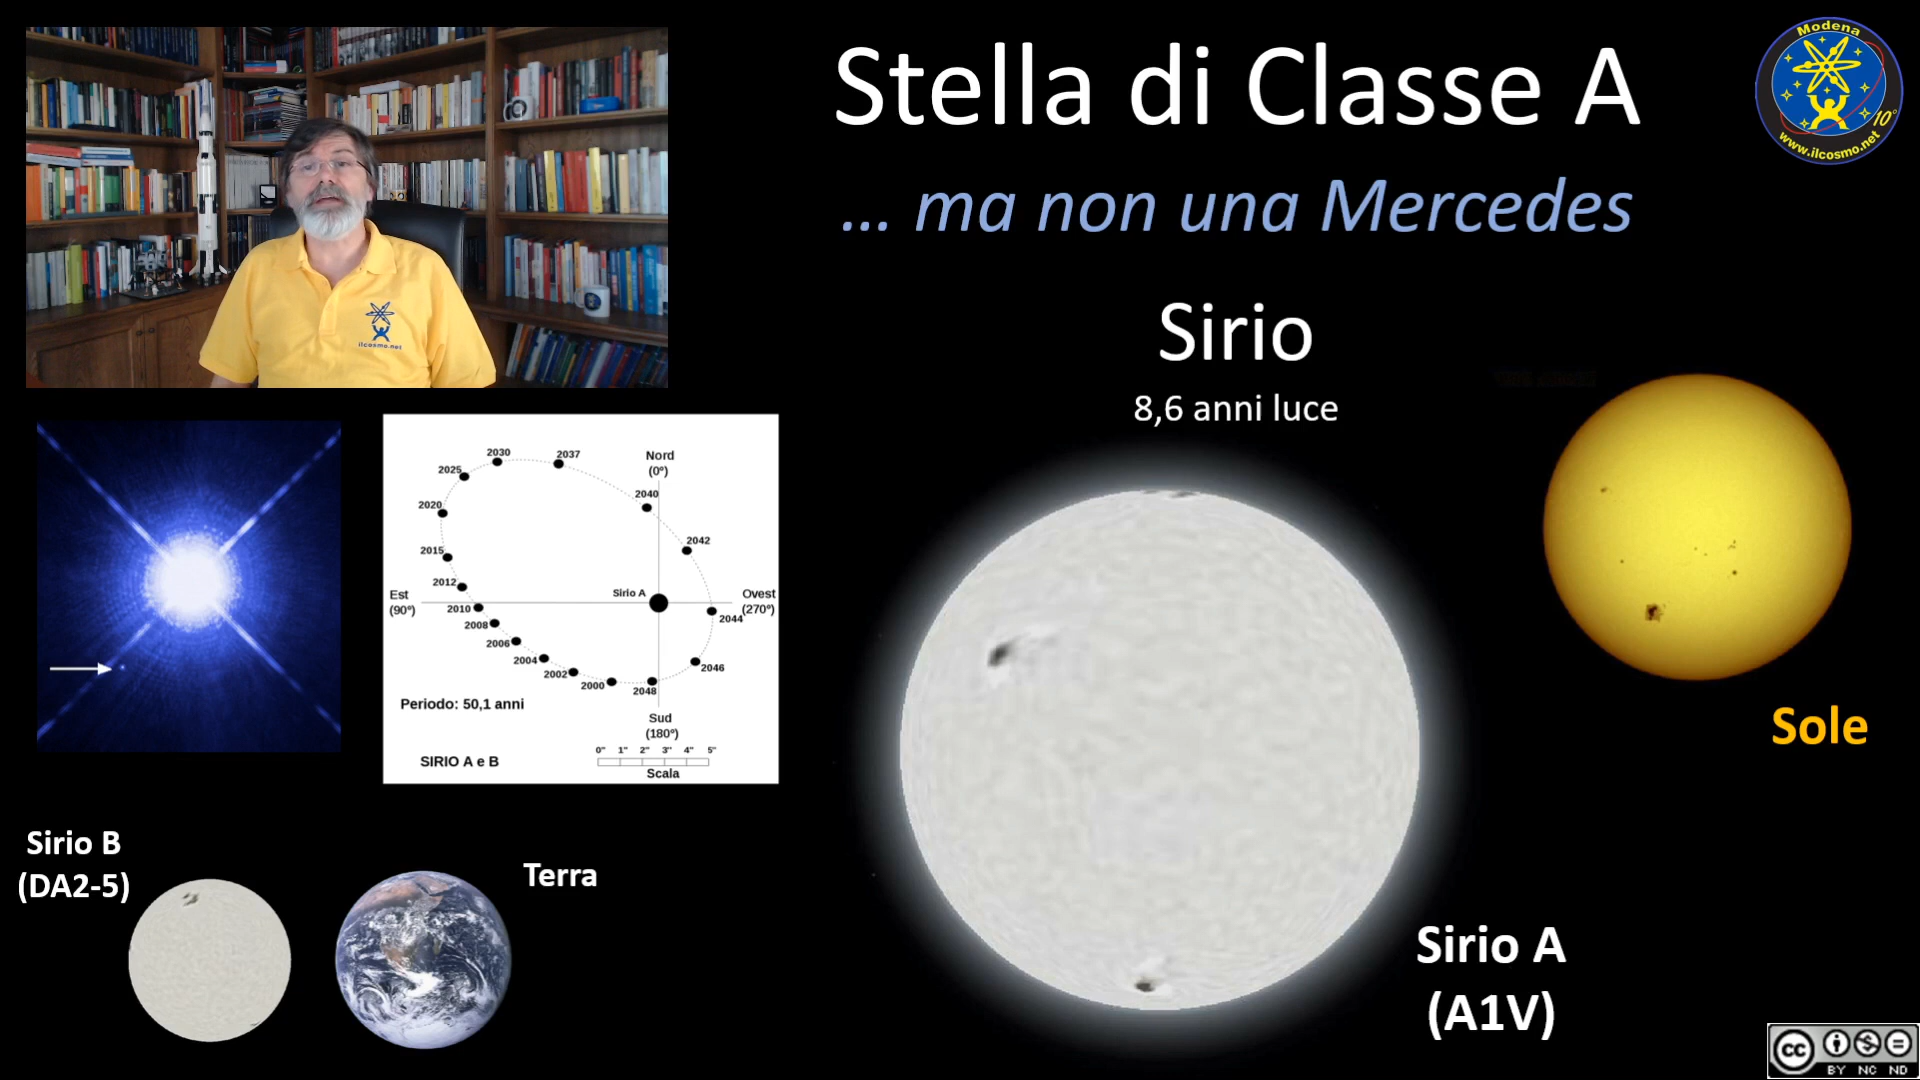 Stella di Classe A
... ma non una Mercedes
Modena
10°
www.ilcosmo.net
ilcosmo.net
Sirio
8,6 anni luce
2030
2037
Nord
(0°)
2025
2040
2020
2042
2015
2012
Est
(90°)
Sirio A
Ovest
(270°)
2010
2044
2008
2006
2004
2046
2002
2000
2048
Periodo: 50,1 anni
Sud
(180°)
0" 1" 2" 3" 4" 5"
SIRIO A e B
Scala
Sole
Sirio B
(DA2-5)
Terra
Sirio A
(A1V)
cc
BY NC ND